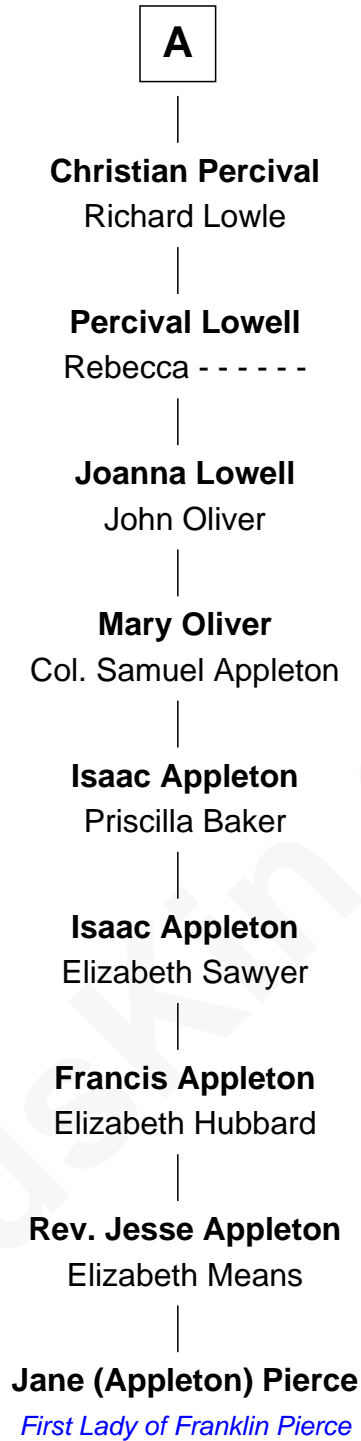 A
Christian Percival
Richard Lowle
Percival Lowell
Rebecca - - - - - -
Joanna Lowell
John Oliver
Mary Oliver
Col. Samuel Appleton
Isaac Appleton
Priscilla Baker
Isaac Appleton
Elizabeth Sawyer
Francis Appleton
Elizabeth Hubbard
Rev. Jesse Appleton
Elizabeth Means
Jane (Appleton) Pierce
First Lady of Franklin Pierce